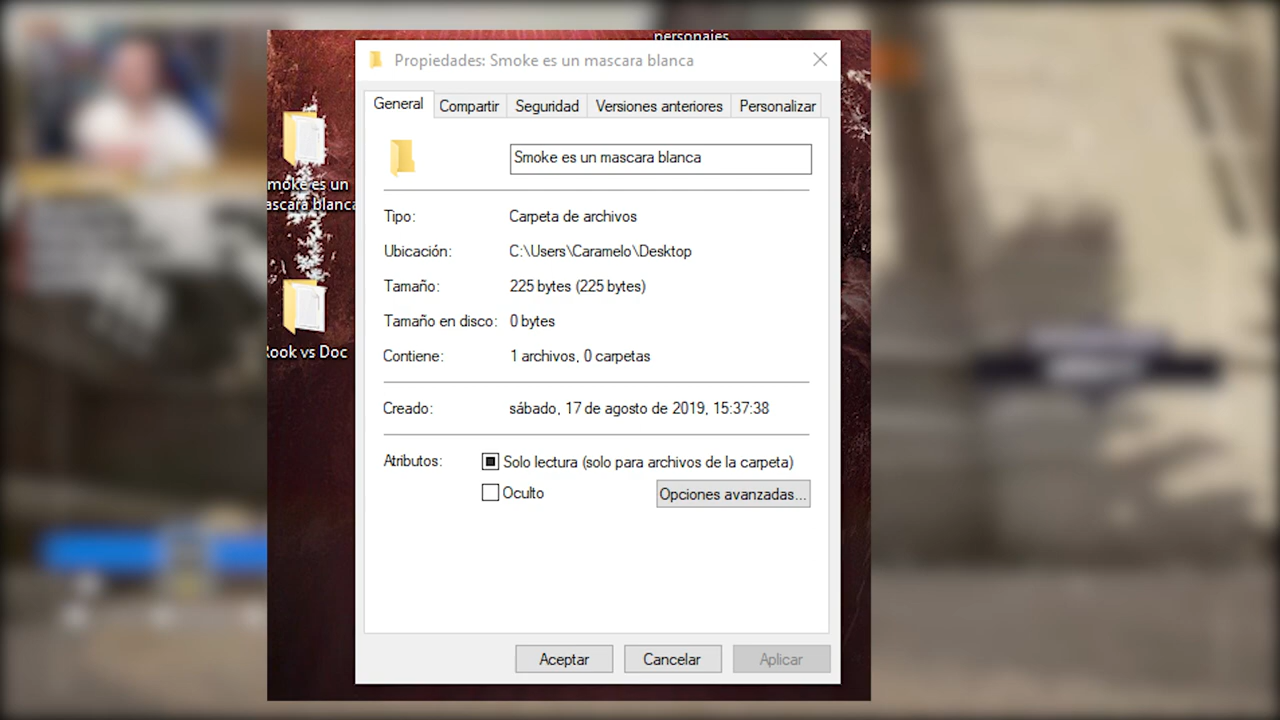 personajes
Propiedades: Smoke es un mascara blanca
General
Compartir
Seguridad
Versiones anteriores
Personalizar
Smoke es un mascara blanca
Tipo:
Carpeta de archivos
Ubicación:
C:\Users\Caramelo\Desktop
Tamaño:
225 bytes (225 bytes)
Tamaño en disco:
0 bytes
Contiene:
1 archivos, 0 carpetas
Creado:
sábado, 17 de agosto de 2019, 15:37:38
Atributos:
Solo lectura (solo para archivos de la carpeta)
Oculto
Opciones avanzadas...
Aceptar
Cancelar
Aplicar
moke es un
ascara blanca
Rook vs Doc